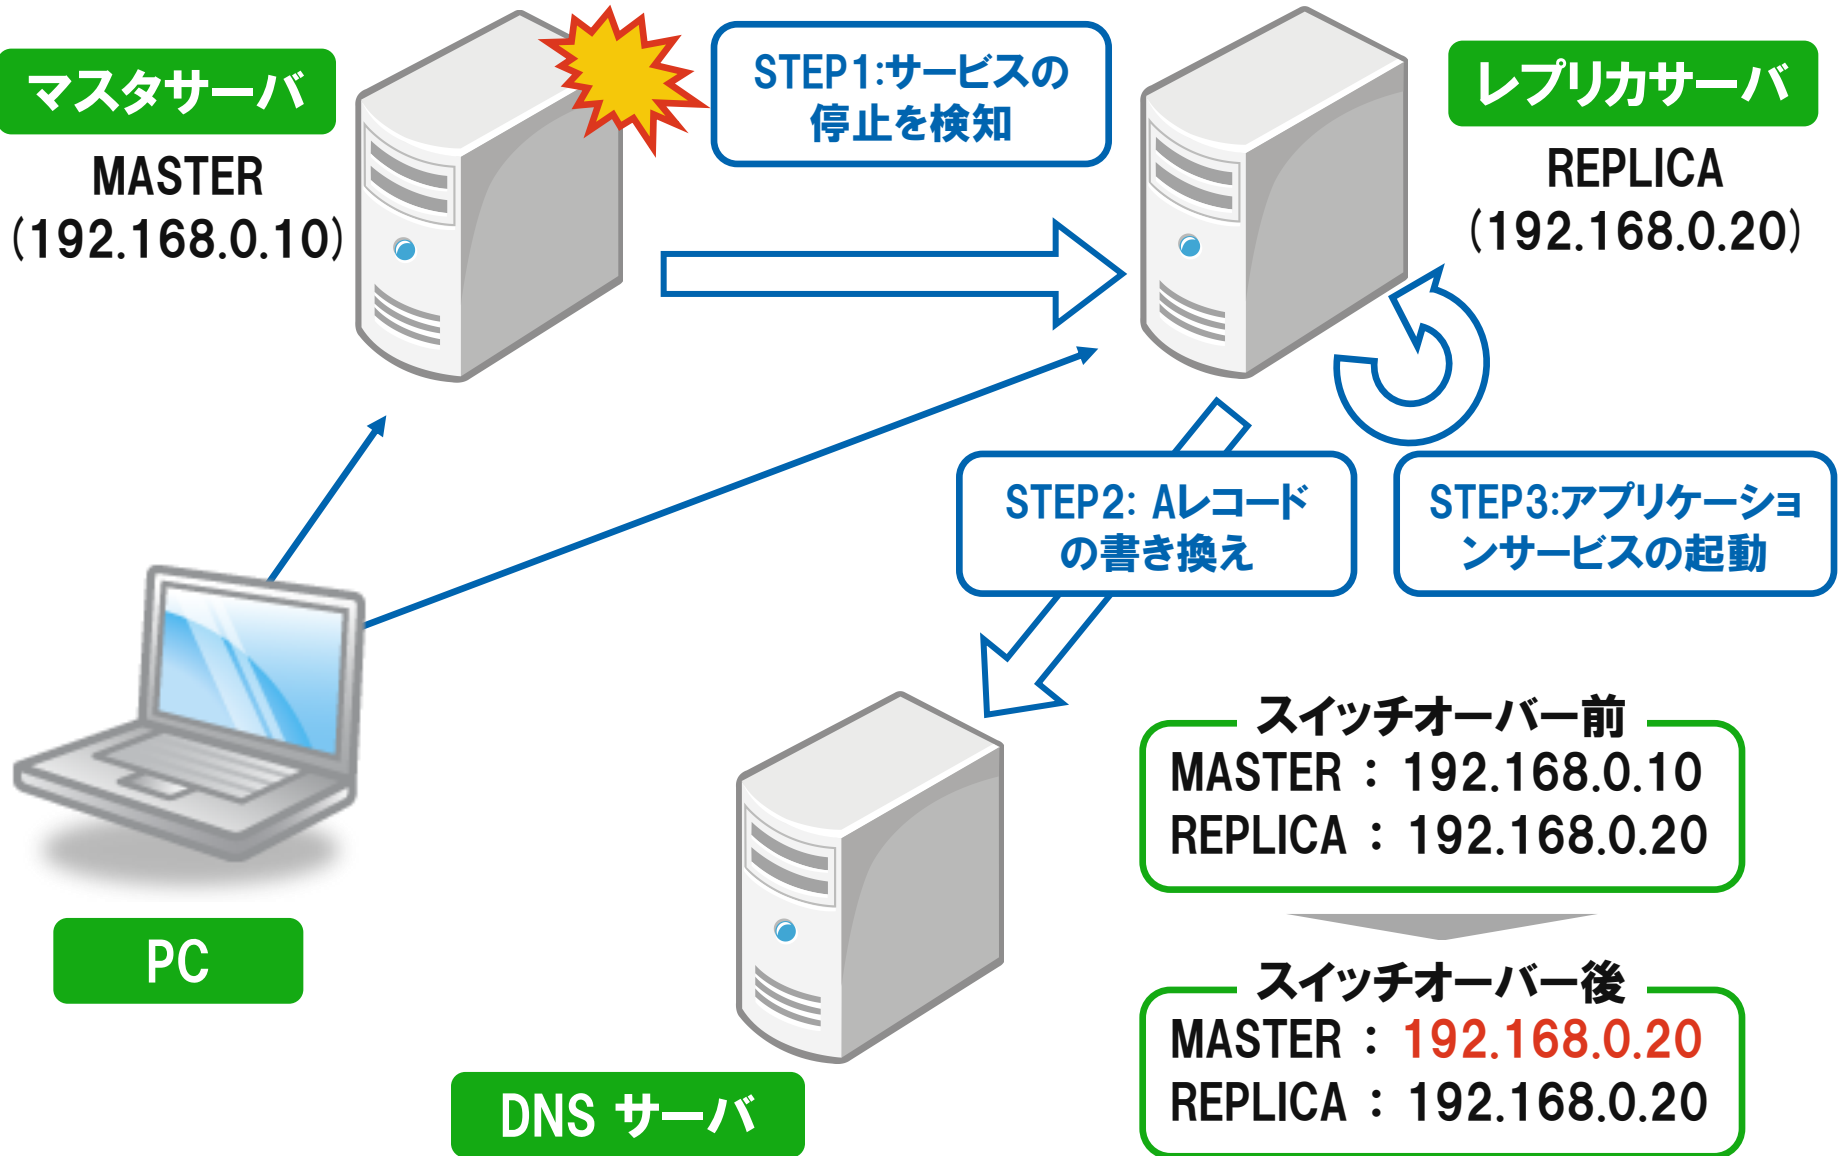 マスタサーバ
MASTER
(192.168.0.10)
STEP1:サービスの
停止を検知
レプリカサーバ
REPLICA
(192.168.0.20)
STEP2: Aレコード
の書き換え
STEP3:アプリケーショ
ンサービスの起動
PC
DNS サーバ
スイッチオーバー前
MASTER : 192.168.0.10
REPLICA : 192.168.0.20
スイッチオーバー後
MASTER : 192.168.0.20
REPLICA : 192.168.0.20